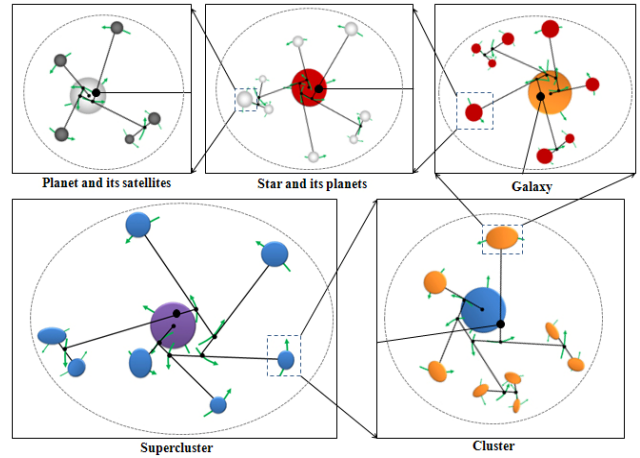 Planet and its satellites
Star and its planets
Galaxy
Supercluster
Cluster